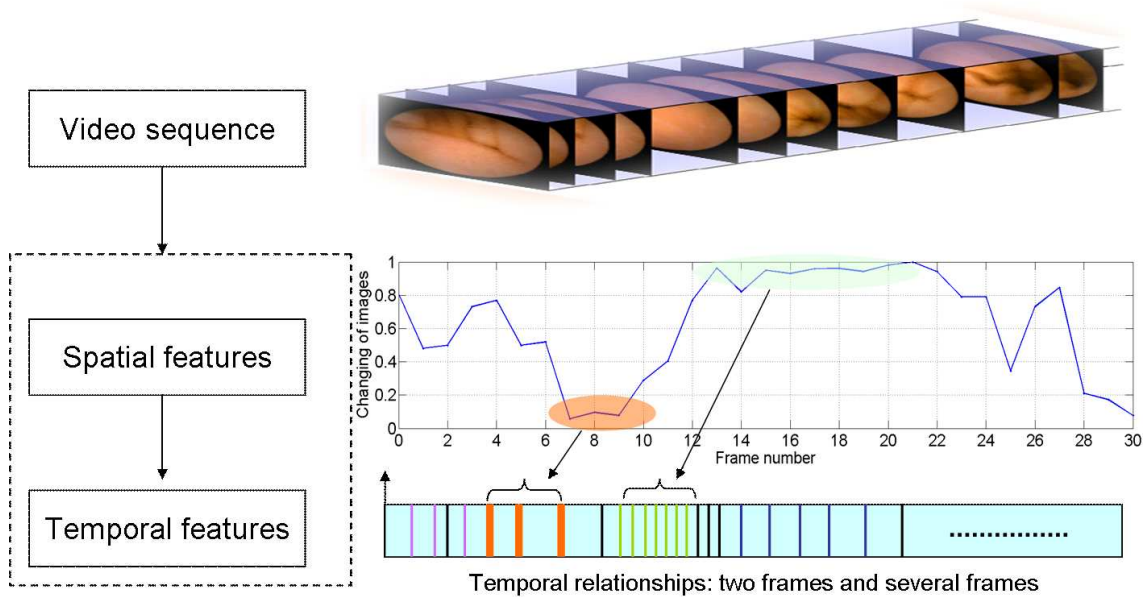 Video sequence
Spatial features
Temporal features
Changing of images
1
0.8
0.6
0.4
0.2
0
0 2 4 6 8 10 12 14 16 18 20 22 24 26 28 30
Frame number
Temporal relationships: two frames and several frames